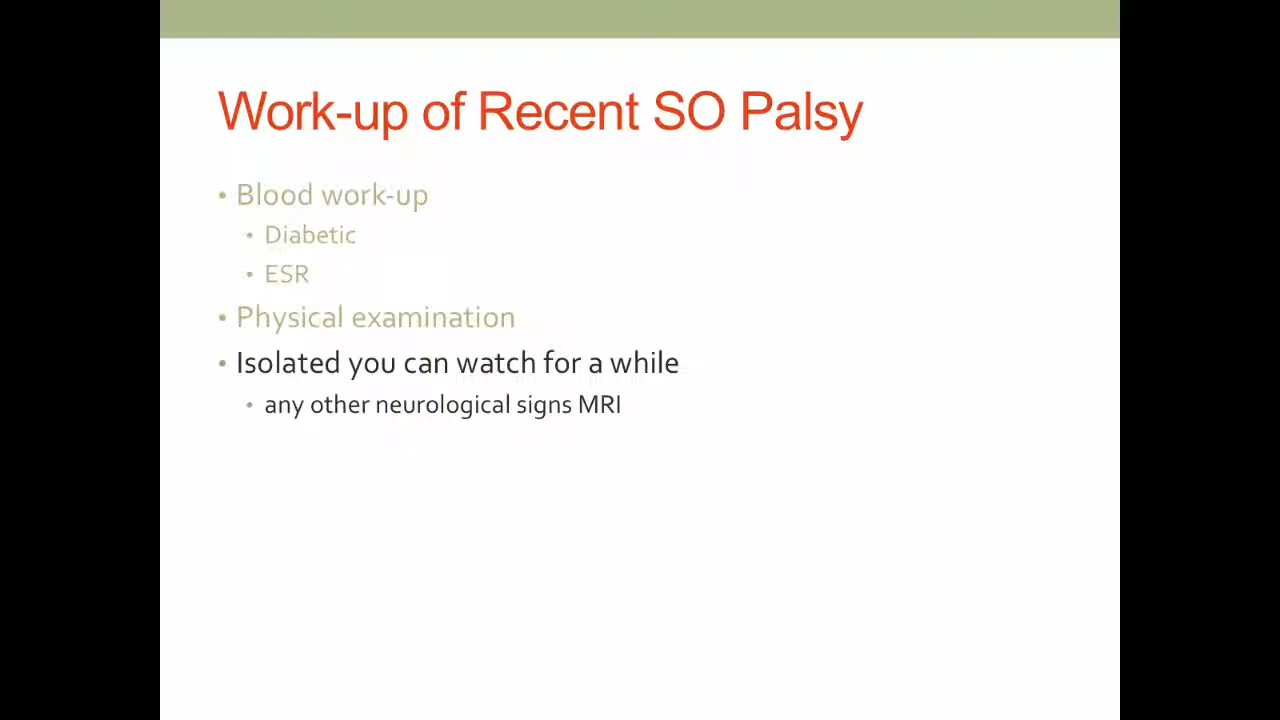 Work-up of Recent SO Palsy
• Blood work-up
• Diabetic
• ESR
• Physical examination
• Isolated you can watch for a while
• any other neurological signs MRI